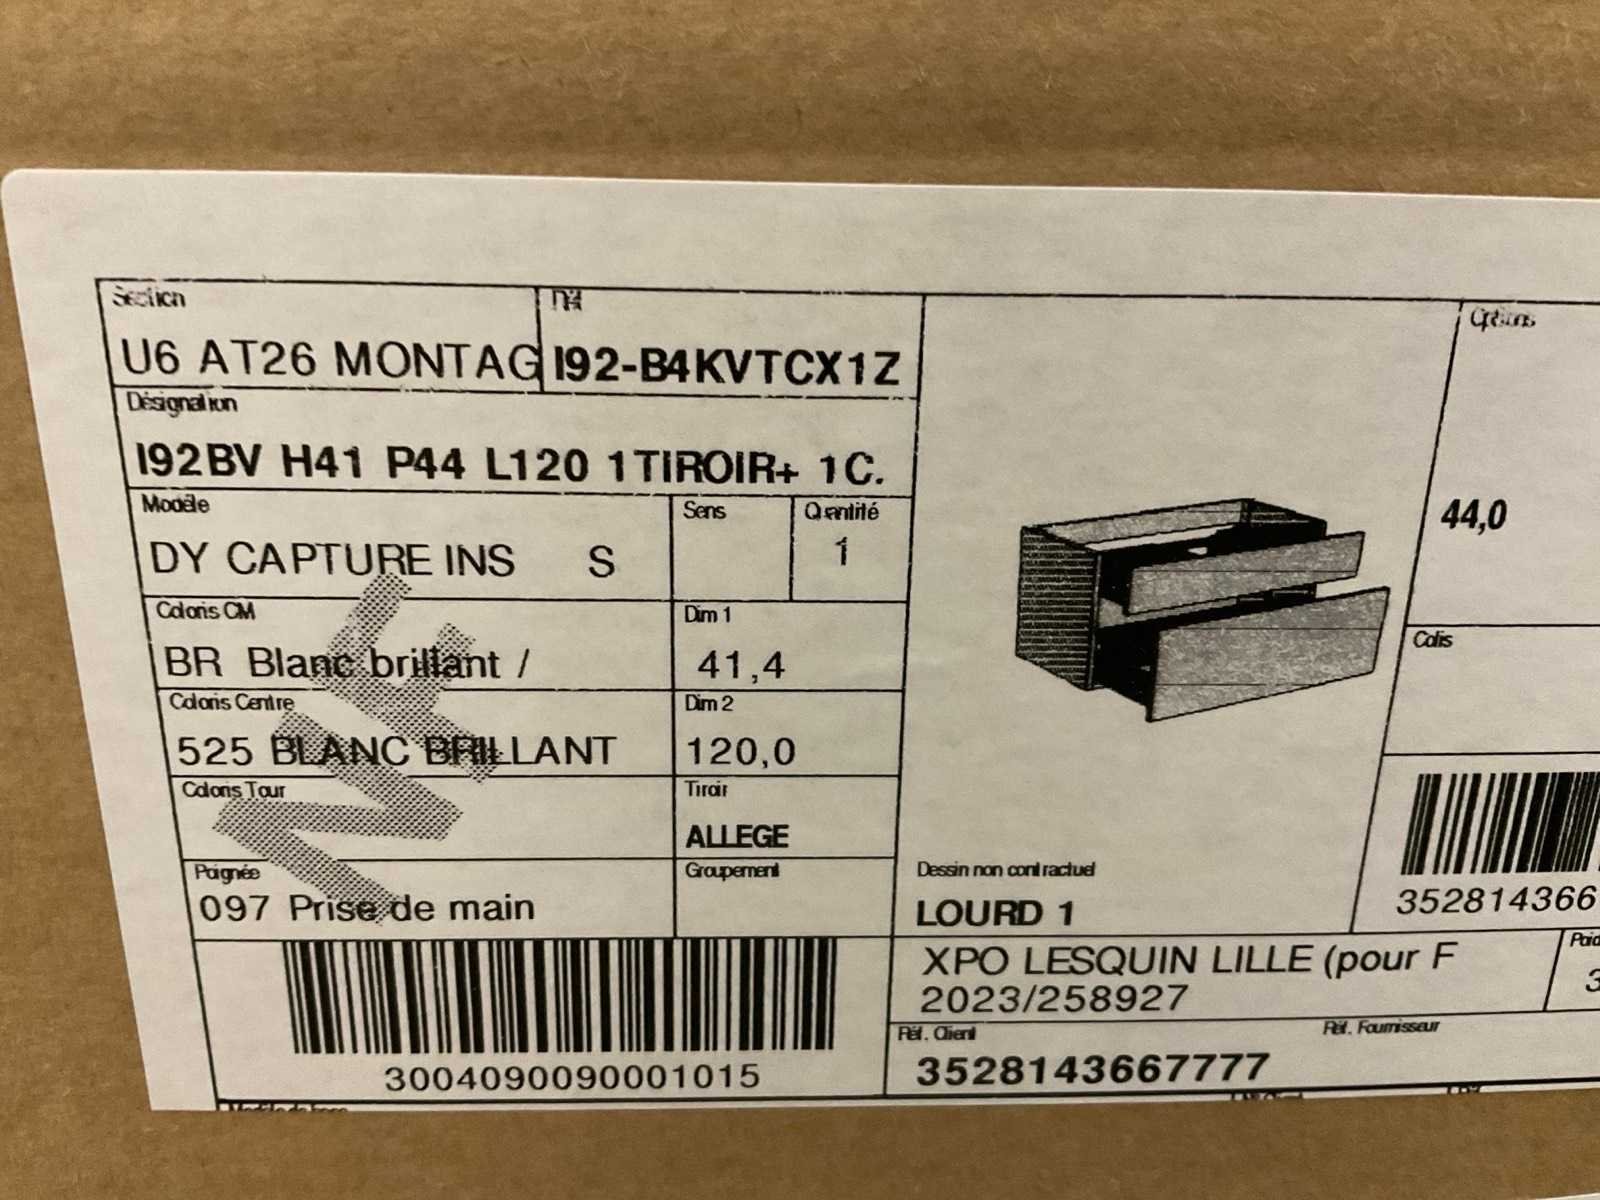 Section
Réf
U6 AT26 MONTAG
I92-B4KVTCX1Z
Options
Désignation
I92BV H41 P44 L120 1TIROIR+ 1C.
44,0
Modèle
Sens
Quantité
DY CAPTURE INS S
1
Coloris CM
Dim 1
BR Blanc brillant /
41,4
Colis
Coloris Centre
Dim 2
525 BLANC BRILLANT
120,0
Coloris Tour
Tiroir
ALLEGE
Poignée
Groupement
097 Prise de main
Dessin non contractuel
LOURD 1
352814366
3004090090001015
XPO LESQUIN LILLE (pour F
2023/258927
Réf. Client
Réf. Fournisseur
3528143667777